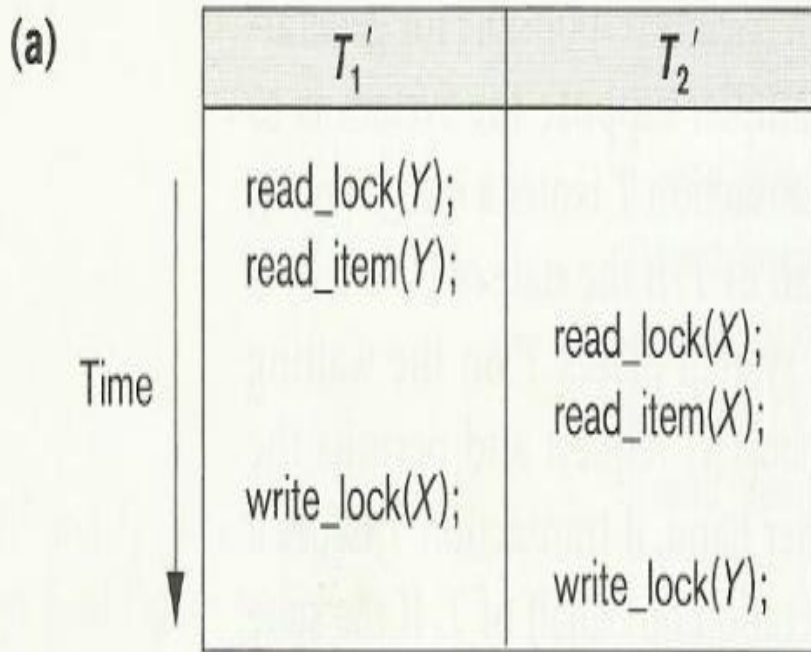 (a)
T₁′ T₂′
read_lock(Y);
read_item(Y);
read_lock(X);
Time
read_item(X);
write_lock(X);
write_lock(Y);